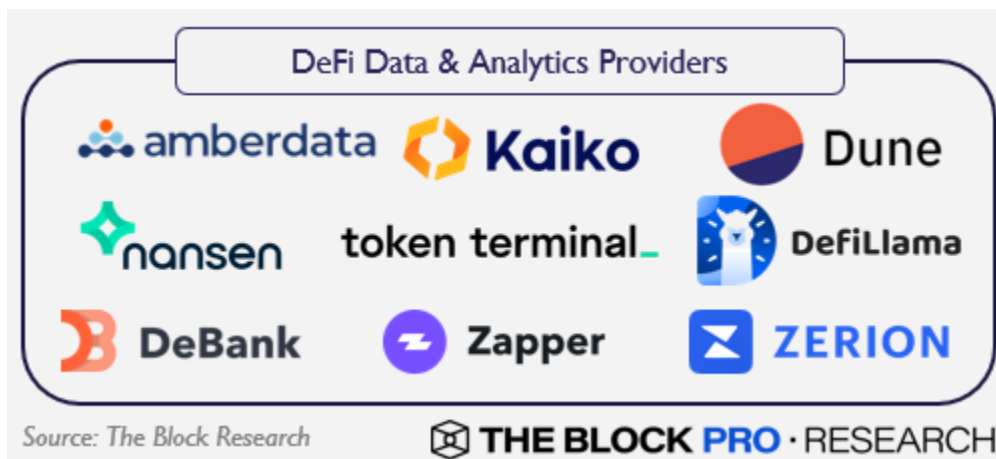 DeFi Data & Analytics Providers
amberdata Kaiko Dune
nansen token terminal_ DefiLlama
DeBank Zapper ZERION
Source: The Block Research THE BLOCK PRO · RESEARCH